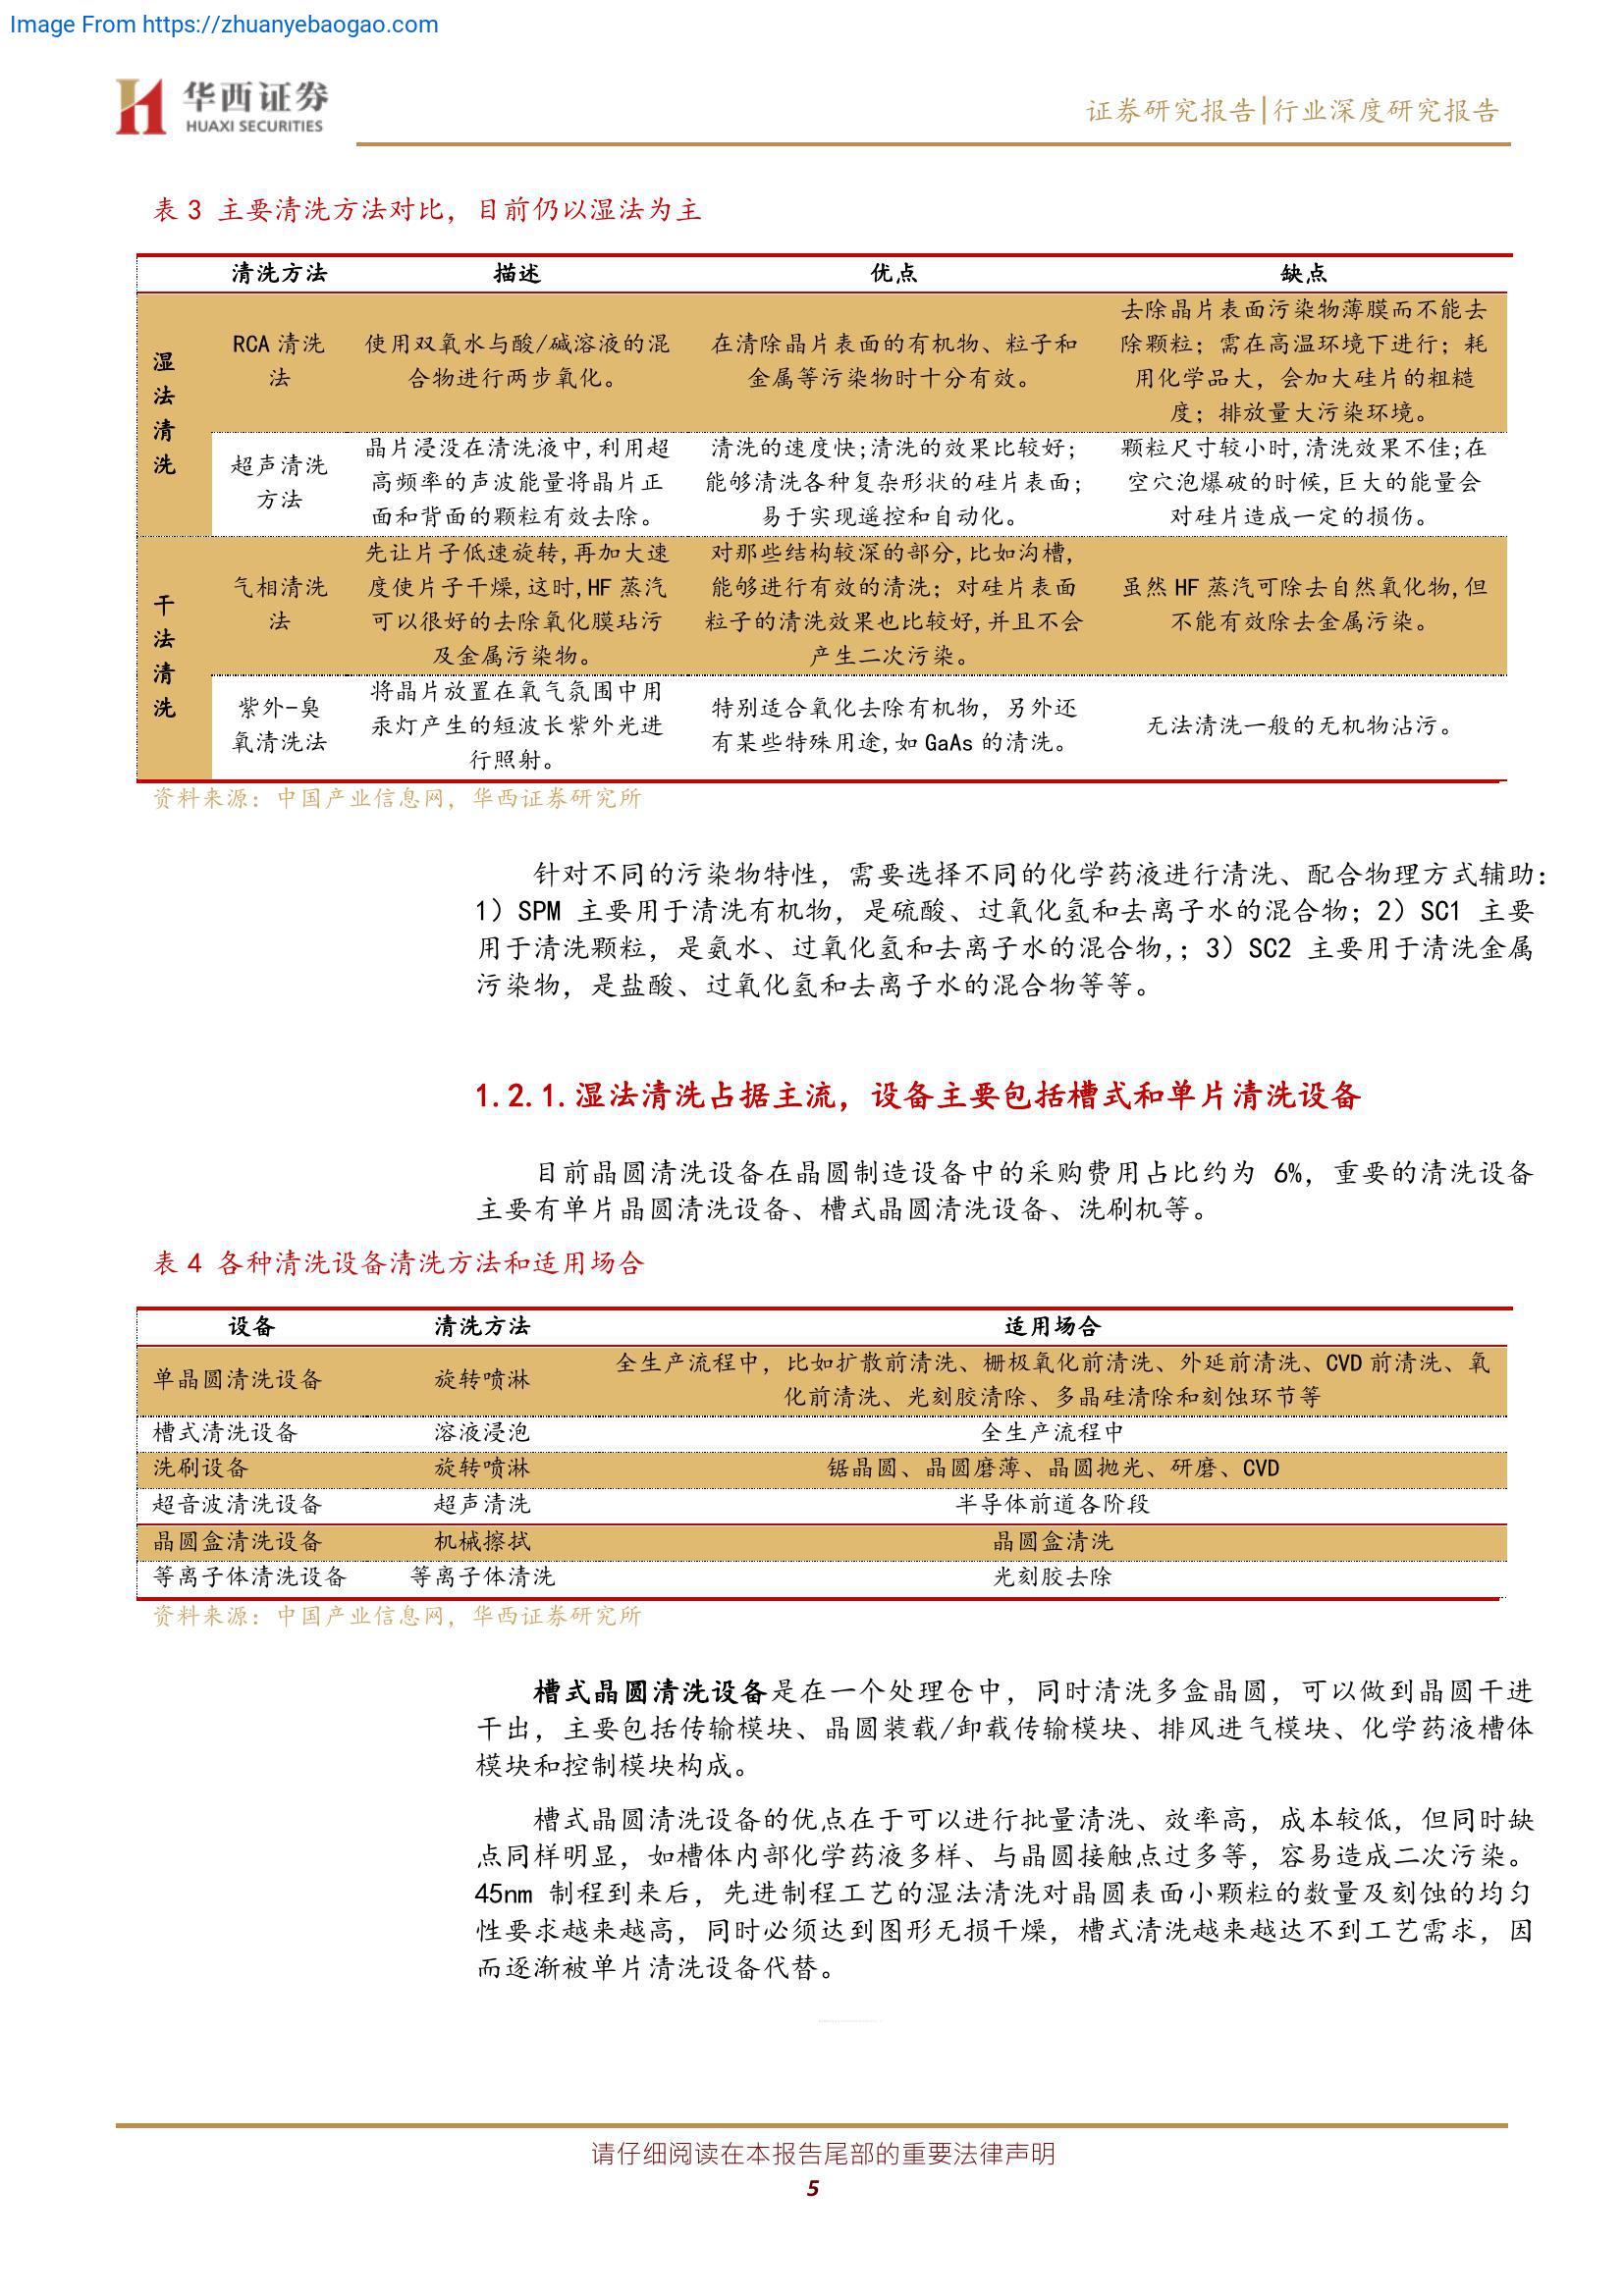 Image From https://zhuanyebaogao.com
华西证券
HUAXI SECURITIES
证券研究报告|行业深度研究报告
表 3 主要清洗方法对比，目前仍以湿法为主
清洗方法 描述 优点 缺点
湿法清洗
RCA 清洗
法
使用双氧水与酸/碱溶液的混
合物进行两步氧化。
在清除晶片表面的有机物、粒子和
金属等污染物时十分有效。
去除晶片表面污染物薄膜而不能去
除颗粒；需在高温环境下进行；耗
用化学品大，会加大硅片的粗糙
度；排放量大污染环境。
超声清洗
方法
晶片浸没在清洗液中,利用超
高频率的声波能量将晶片正
面和背面的颗粒有效去除。
清洗的速度快;清洗的效果比较好;
能够清洗各种复杂形状的硅片表面;
易于实现遥控和自动化。
颗粒尺寸较小时,清洗效果不佳;在
空穴泡爆破的时候,巨大的能量会
对硅片造成一定的损伤。
干法清洗
气相清洗
法
先让片子低速旋转,再加大速
度使片子干燥,这时,HF 蒸汽
可以很好的去除氧化膜玷污
及金属污染物。
对那些结构较深的部分,比如沟槽,
能够进行有效的清洗；对硅片表面
粒子的清洗效果也比较好,并且不会
产生二次污染。
虽然 HF 蒸汽可除去自然氧化物,但
不能有效除去金属污染。
紫外-臭
氧清洗法
将晶片放置在氧气氛围中用
汞灯产生的短波长紫外光进
行照射。
特别适合氧化去除有机物，另外还
有某些特殊用途,如 GaAs 的清洗。
无法清洗一般的无机物沾污。
资料来源：中国产业信息网，华西证券研究所
针对不同的污染物特性，需要选择不同的化学药液进行清洗、配合物理方式辅助：
1）SPM 主要用于清洗有机物，是硫酸、过氧化氢和去离子水的混合物；2）SC1 主要
用于清洗颗粒，是氨水、过氧化氢和去离子水的混合物,；3）SC2 主要用于清洗金属
污染物，是盐酸、过氧化氢和去离子水的混合物等等。
1.2.1.湿法清洗占据主流，设备主要包括槽式和单片清洗设备
目前晶圆清洗设备在晶圆制造设备中的采购费用占比约为 6%，重要的清洗设备
主要有单片晶圆清洗设备、槽式晶圆清洗设备、洗刷机等。
表 4 各种清洗设备清洗方法和适用场合
设备 清洗方法 适用场合
单晶圆清洗设备 旋转喷淋
全生产流程中，比如扩散前清洗、栅极氧化前清洗、外延前清洗、CVD 前清洗、氧
化前清洗、光刻胶清除、多晶硅清除和刻蚀环节等
槽式清洗设备 溶液浸泡 全生产流程中
洗刷设备 旋转喷淋 锯晶圆、晶圆磨薄、晶圆抛光、研磨、CVD
超音波清洗设备 超声清洗 半导体前道各阶段
晶圆盒清洗设备 机械擦拭 晶圆盒清洗
等离子体清洗设备 等离子体清洗 光刻胶去除
资料来源：中国产业信息网，华西证券研究所
槽式晶圆清洗设备是在一个处理仓中，同时清洗多盒晶圆，可以做到晶圆干进
干出，主要包括传输模块、晶圆装载/卸载传输模块、排风进气模块、化学药液槽体
模块和控制模块构成。
槽式晶圆清洗设备的优点在于可以进行批量清洗、效率高，成本较低，但同时缺
点同样明显，如槽体内部化学药液多样、与晶圆接触点过多等，容易造成二次污染。
45nm 制程到来后，先进制程工艺的湿法清洗对晶圆表面小颗粒的数量及刻蚀的均匀
性要求越来越高，同时必须达到图形无损干燥，槽式清洗越来越达不到工艺需求，因
而逐渐被单片清洗设备代替。
请仔细阅读在本报告尾部的重要法律声明
5